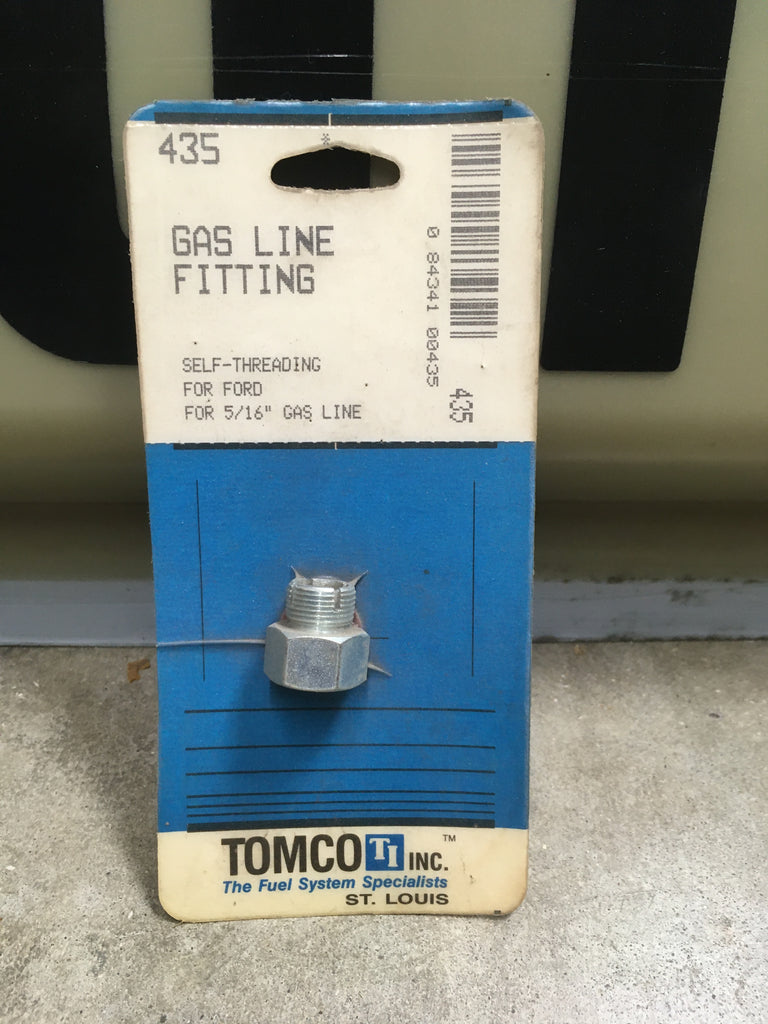 435
GAS LINE
FITTING
0 84341 00435
435
SELF-THREADING
FOR FORD
FOR 5/16" GAS LINE
TOMCO TI INC.™
The Fuel System Specialists
ST. LOUIS